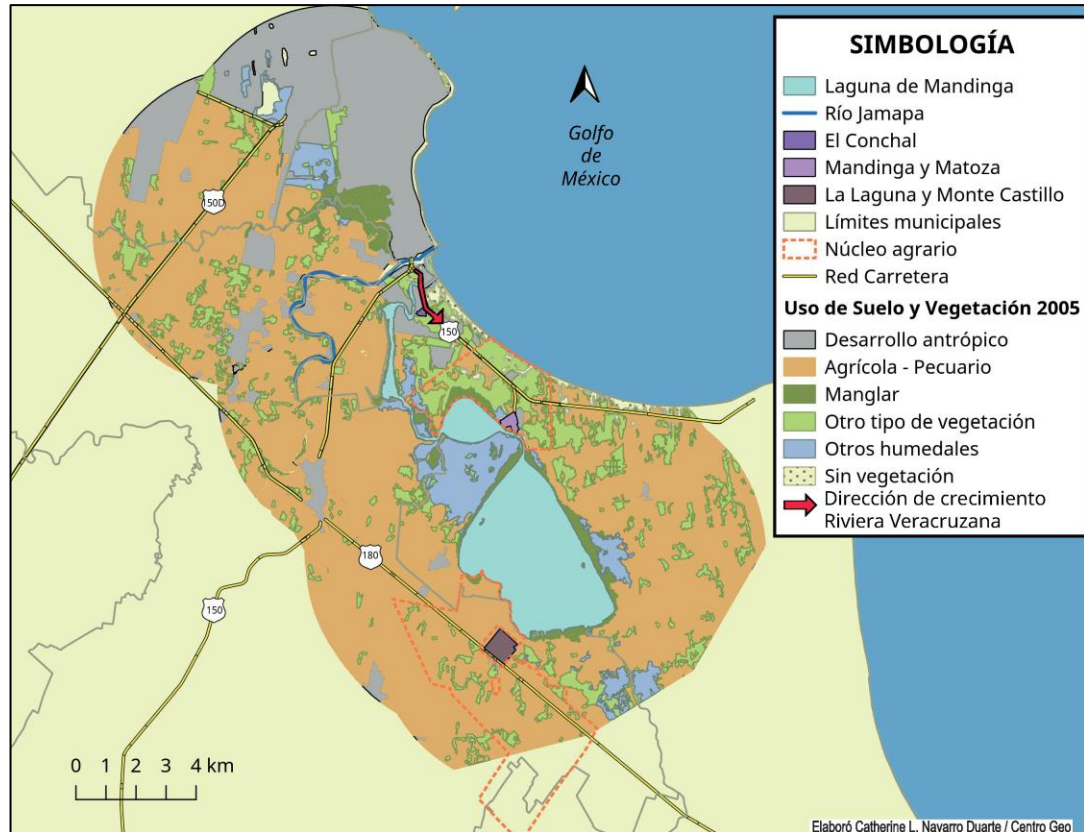 SIMBOLOGÍA
Laguna de Mandinga
Río Jamapa
El Conchal
Mandinga y Matoza
La Laguna y Monte Castillo
Límites municipales
Núcleo agrario
Red Carretera
Uso de Suelo y Vegetación 2005
Desarrollo antrópico
Agrícola - Pecuario
Manglar
Otro tipo de vegetación
Otros humedales
Sin vegetación
Dirección de crecimiento
Riviera Veracruzana
Golfo
de
México
150D
150
180
150
0 1 2 3 4 km
Elaboró Catherine L. Navarro Duarte / Centro Geo